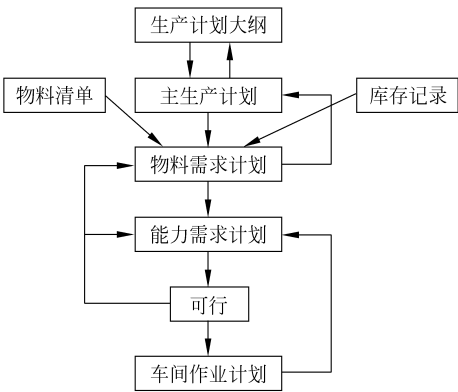 生产计划大纲
物料清单
主生产计划
库存记录
物料需求计划
能力需求计划
可行
车间作业计划